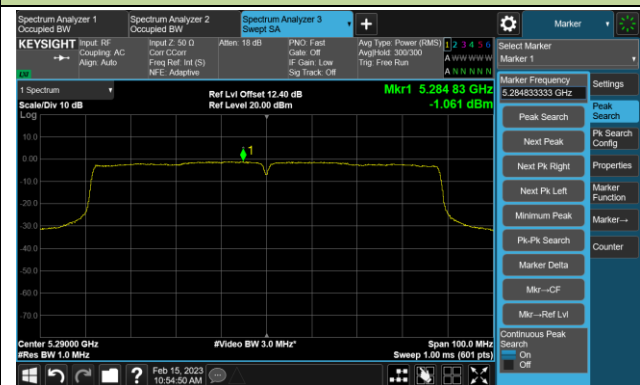 Spectrum Analyzer 1
Occupied BW
Spectrum Analyzer 2
Occupied BW
Spectrum Analyzer 3
Swept SA
Marker
KEYSIGHT
Input: RF
Coupling: AC
Align: Auto
Input Z: 50 Ω
Corr CCorr
Freq Ref: Int (S)
NFE: Adaptive
Atten: 18 dB
PNO: Fast
Gate: Off
IF Gain: Low
Sig Track: Off
Avg Type: Power (RMS)
Avg|Hold: 300/300
Trig: Free Run
1 2 3 4 5 6
A W W W W W
A N N N N N
Select Marker
Marker 1
LXI
1 Spectrum
Scale/Div 10 dB
Log
Ref Lvl Offset 12.40 dB
Ref Level 20.00 dBm
Mkr1 5.284 83 GHz
-1.061 dBm
10.0
0.00
-10.0
-20.0
-30.0
-40.0
-50.0
-60.0
-70.0
1
Center 5.29000 GHz
#Res BW 1.0 MHz
#Video BW 3.0 MHz*
Span 100.0 MHz
Sweep 1.00 ms (601 pts)
Marker Frequency
5.284833333 GHz
Peak Search
Next Peak
Next Pk Right
Next Pk Left
Minimum Peak
Pk-Pk Search
Marker Delta
Mkr→CF
Mkr→Ref Lvl
Continuous Peak
Search
On
Off
Settings
Peak
Search
Pk Search
Config
Properties
Marker
Function
Marker→
Counter
?
Feb 15, 2023
10:54:50 AM